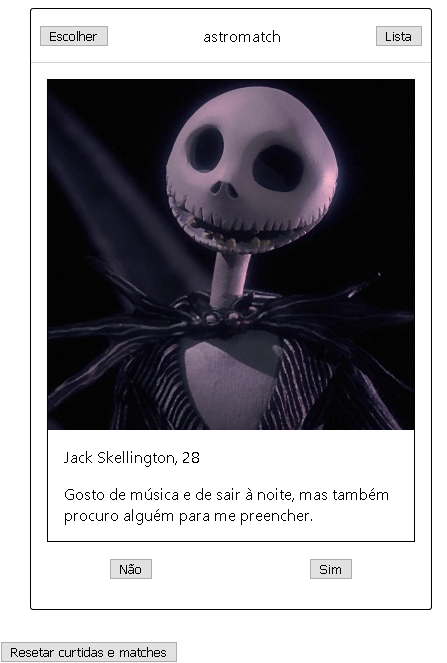 Escolher
astromatch
Lista
Jack Skellington, 28
Gosto de música e de sair à noite, mas também
procuro alguém para me preencher.
Não
Sim
Resetar curtidas e matches